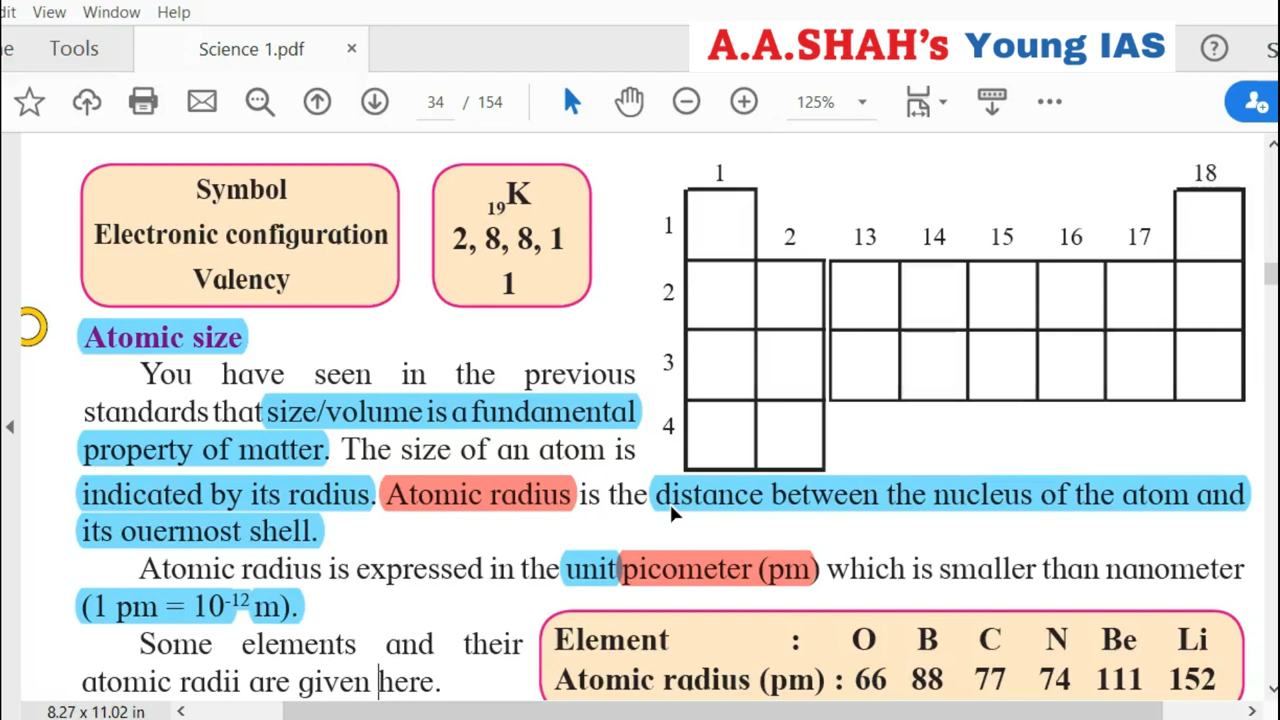 dit View Window Help
e Tools Science 1.pdf × A.A.SHAH's Young IAS ? S
34 / 154 125%
Symbol
Electronic configuration
Valency
19K
2, 8, 8, 1
1
1 18
1 2 13 14 15 16 17
2
3
4
Atomic size
You have seen in the previous
standards that size/volume is a fundamental
property of matter. The size of an atom is
indicated by its radius. Atomic radius is the distance between the nucleus of the atom and
its ouermost shell.
Atomic radius is expressed in the unit picometer (pm) which is smaller than nanometer
(1 pm = 10⁻¹² m).
Some elements and their
atomic radii are given here.
Element : O B C N Be Li
Atomic radius (pm) : 66 88 77 74 111 152
8.27 x 11.02 in